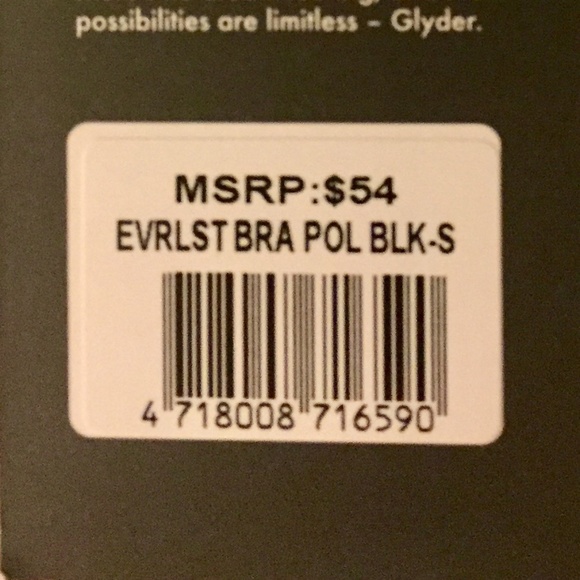 possibilities are limitless – Glyder.
MSRP:$54
EVRLST BRA POL BLK-S
4 718008 716590